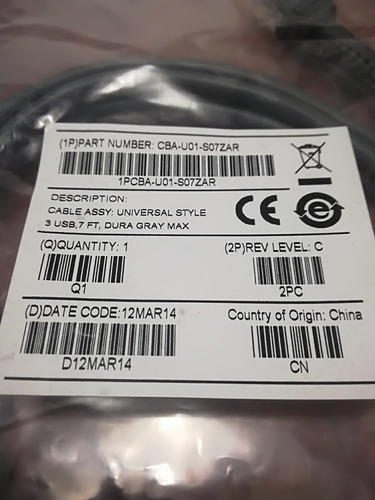 (1P)PART NUMBER: CBA-U01-S07ZAR
1PCBA-U01-S07ZAR
DESCRIPTION:
CABLE ASSY: UNIVERSAL STYLE
3 USB,7 FT, DURA GRAY MAX
CE e
(Q)QUANTITY: 1 (2P)REV LEVEL: C
Q1 2PC
(D)DATE CODE:12MAR14 Country of Origin: China
D12MAR14 CN